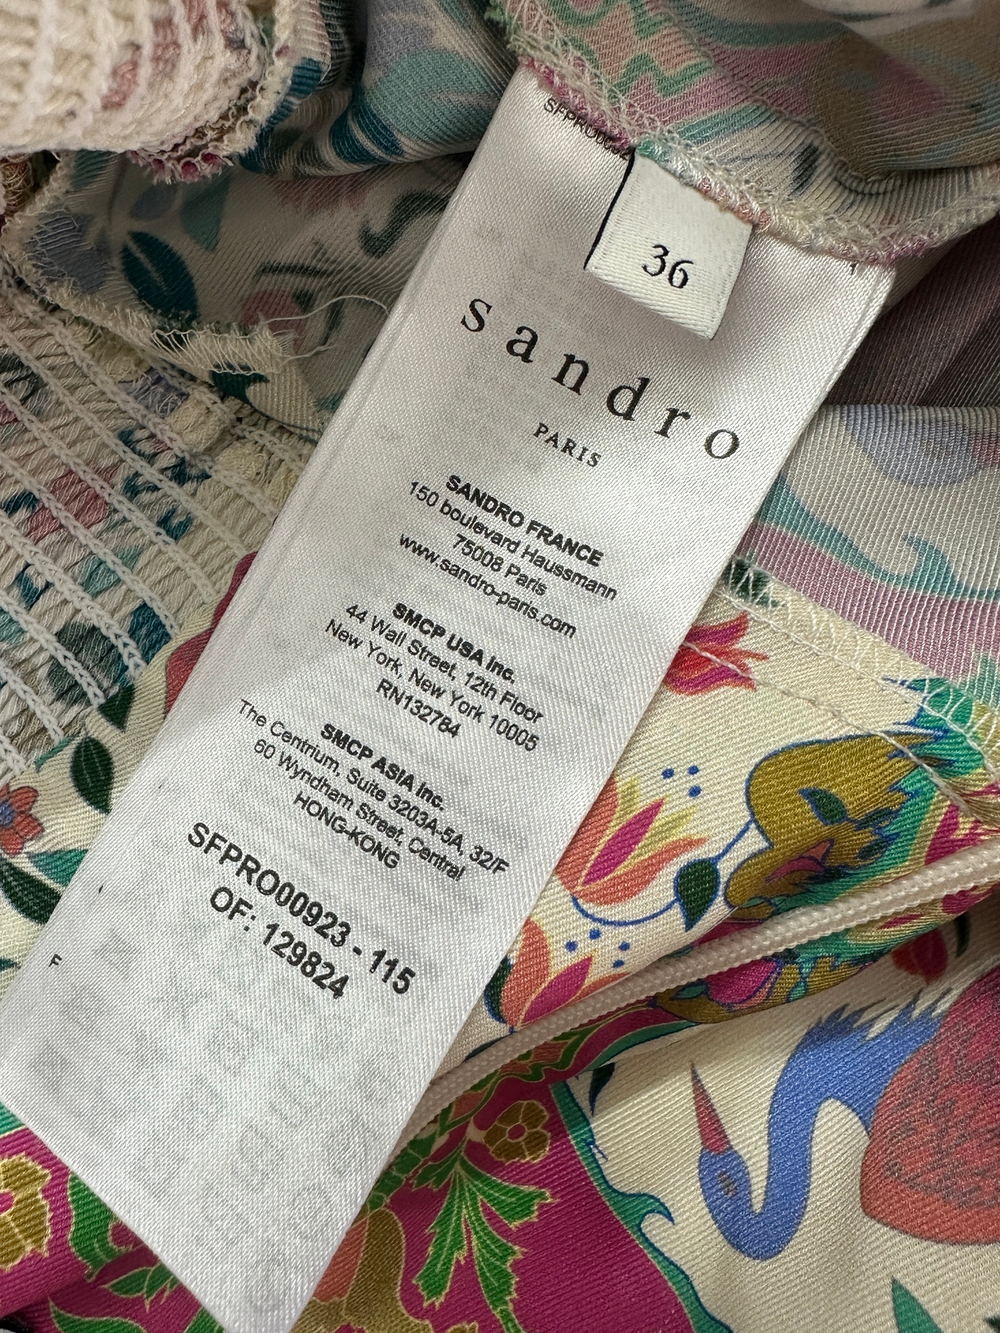 36
sandro
PARIS
SANDRO FRANCE
150 boulevard Haussmann
75008 Paris
www.sandro-paris.com
SMCP USA Inc.
44 Wall Street, 12th Floor
New York, New York 10005
RN132784
SMCP ASIA Inc.
The Centrium, Suite 3203A-5A, 32/F
60 Wyndham Street, Central
HONG-KONG
SFPRO00923 - 115
OF: 129824
F